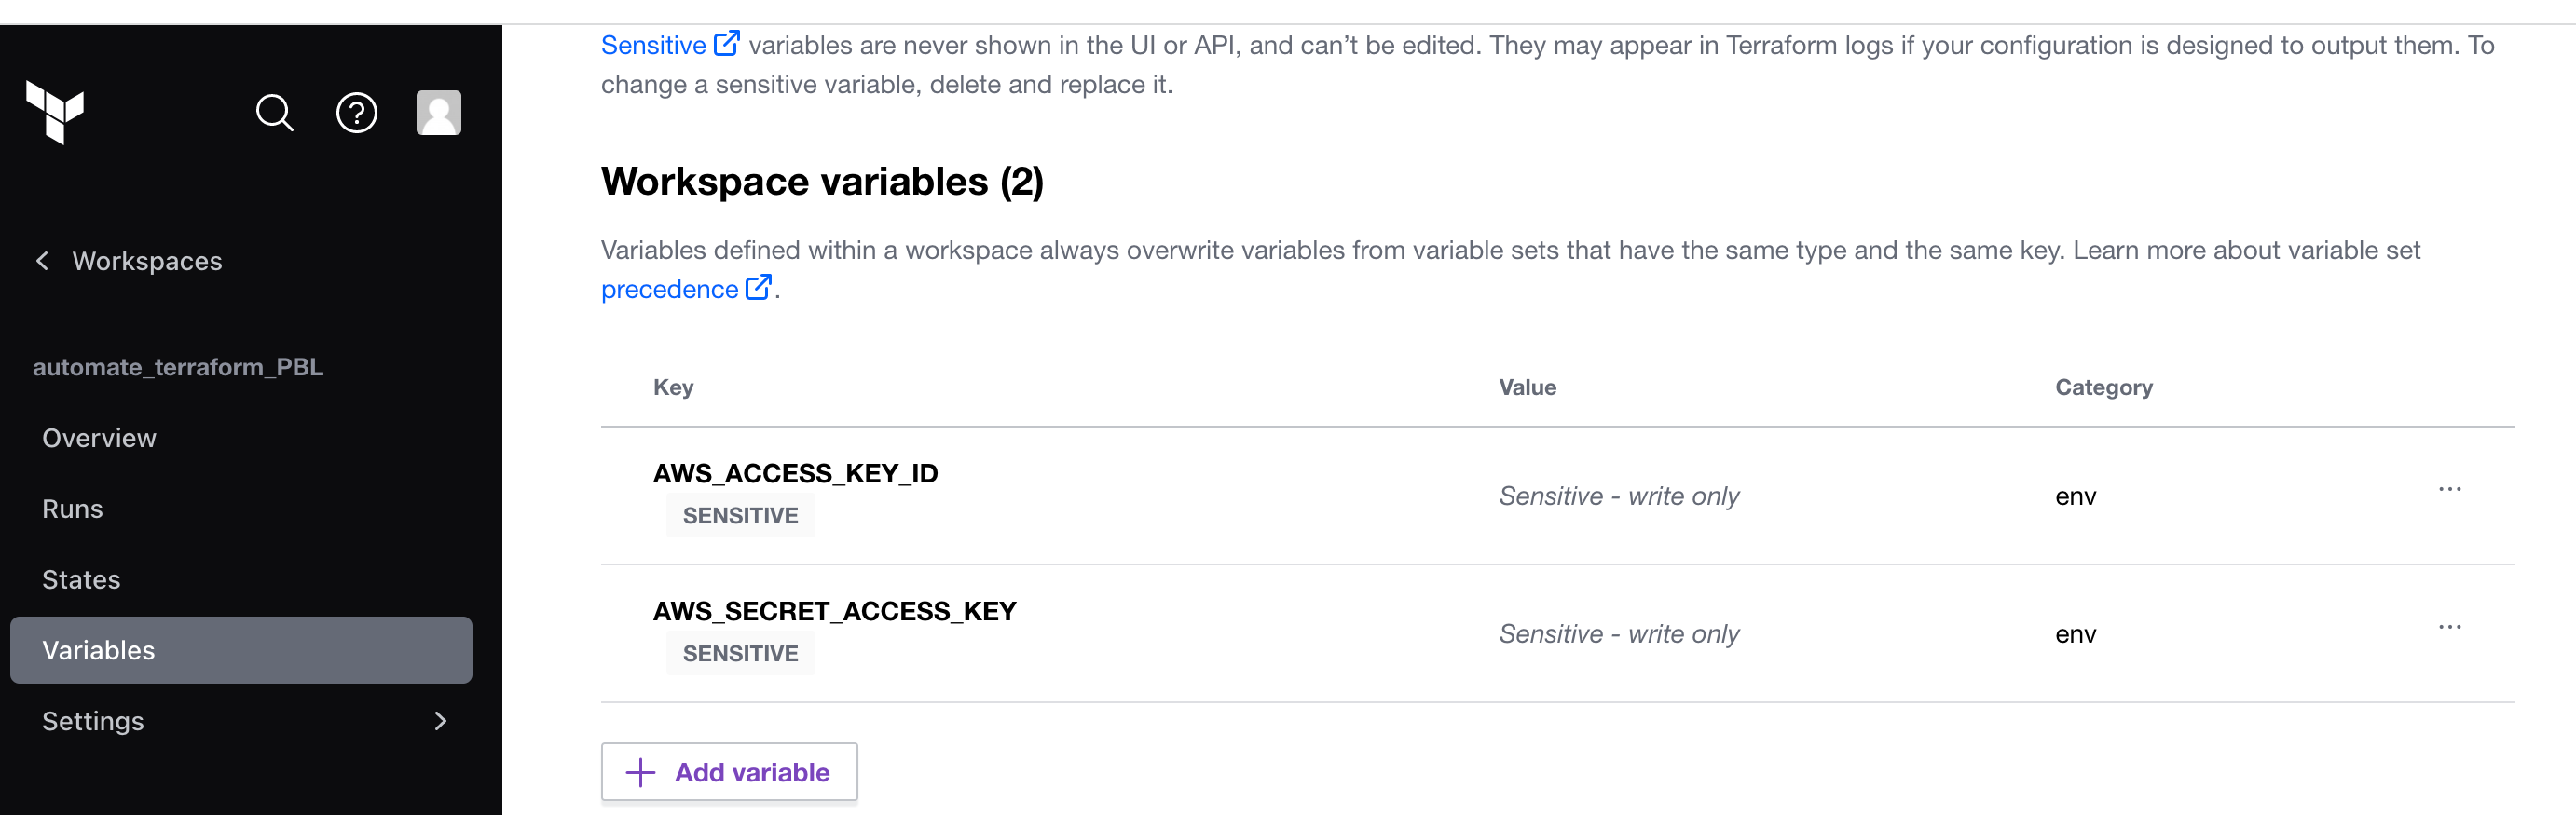 Sensitive variables are never shown in the UI or API, and can’t be edited. They may appear in Terraform logs if your configuration is designed to output them. To
change a sensitive variable, delete and replace it.
Workspaces
automate_terraform_PBL
Overview
Runs
States
Variables
Settings
Workspace variables (2)
Variables defined within a workspace always overwrite variables from variable sets that have the same type and the same key. Learn more about variable set
precedence .
Key Value Category
AWS_ACCESS_KEY_ID
SENSITIVE
Sensitive - write only env ...
AWS_SECRET_ACCESS_KEY
SENSITIVE
Sensitive - write only env ...
+ Add variable